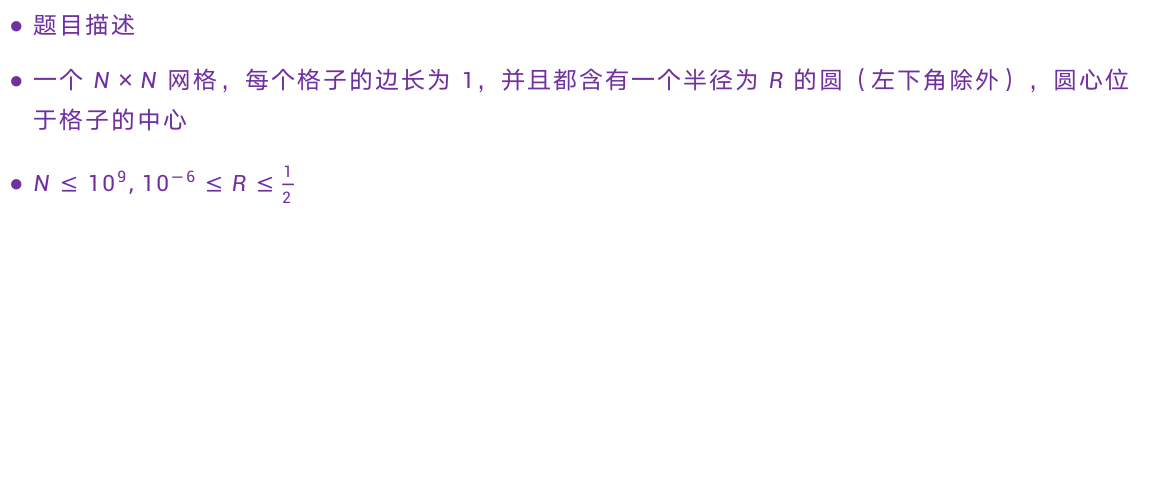 • 题目描述
• 一个 N × N 网格，每个格子的边长为 1，并且都含有一个半径为 R 的圆（左下角除外），圆心位
于格子的中心
• N ≤ 10⁹, 10⁻⁶ ≤ R ≤ 1/2